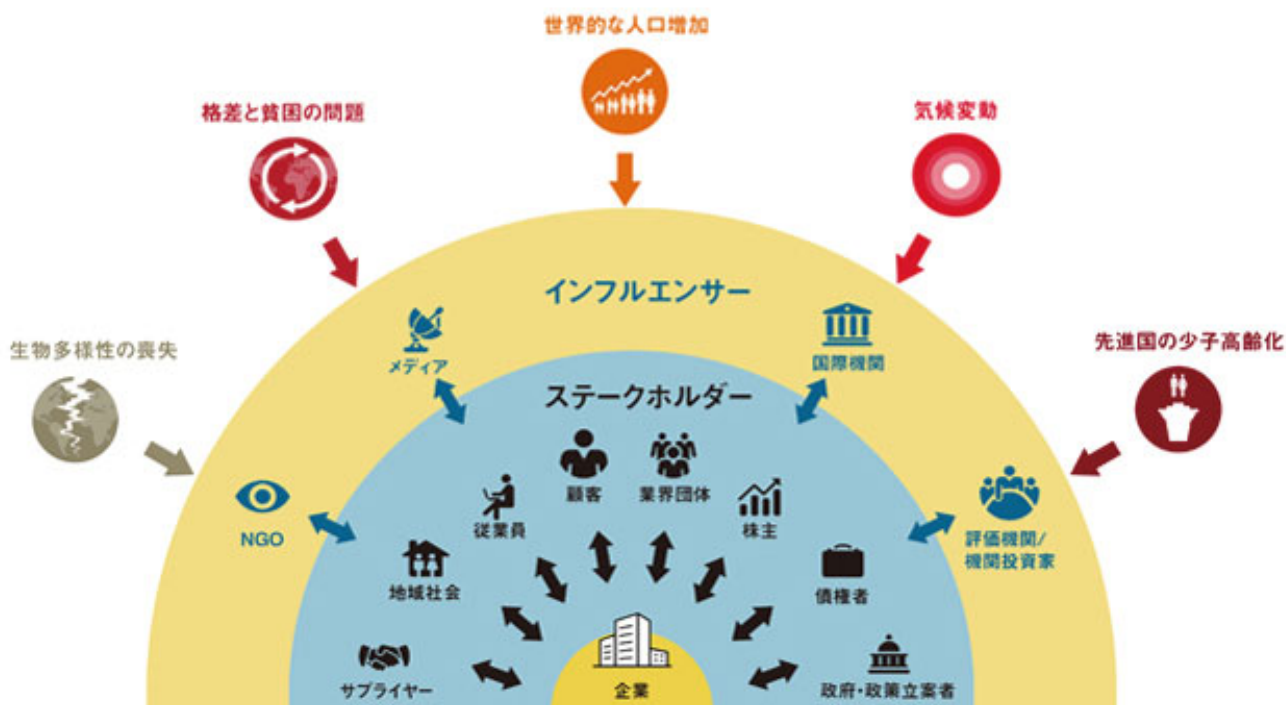 世界的な人口増加
格差と貧困の問題
気候変動
インフルエンサー
生物多様性の喪失
メディア
国際機関
先進国の少子高齢化
ステークホルダー
顧客
業界団体
従業員
株主
NGO
評価機関/
機関投資家
地域社会
債権者
サプライヤー
企業
政府・政策立案者